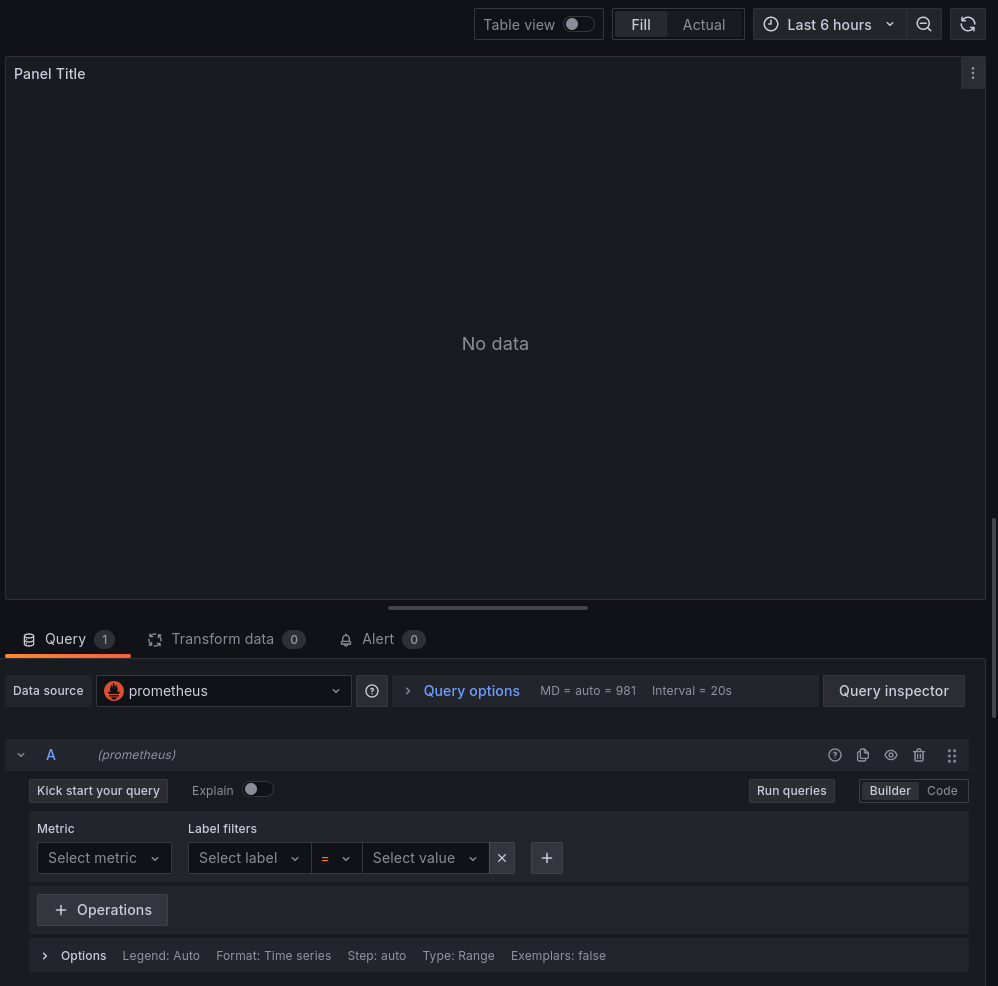 Table view Fill Actual Last 6 hours
Panel Title
No data
Query 1 Transform data 0 Alert 0
Data source prometheus Query options MD = auto = 981 Interval = 20s Query inspector
A (prometheus)
Kick start your query Explain Run queries Builder Code
Metric Label filters
Select metric Select label = Select value
Operations
Options Legend: Auto Format: Time series Step: auto Type: Range Exemplars: false